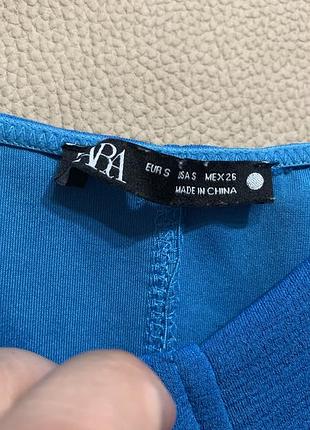 ZARA
EUR S USA S MEX 26
MADE IN CHINA